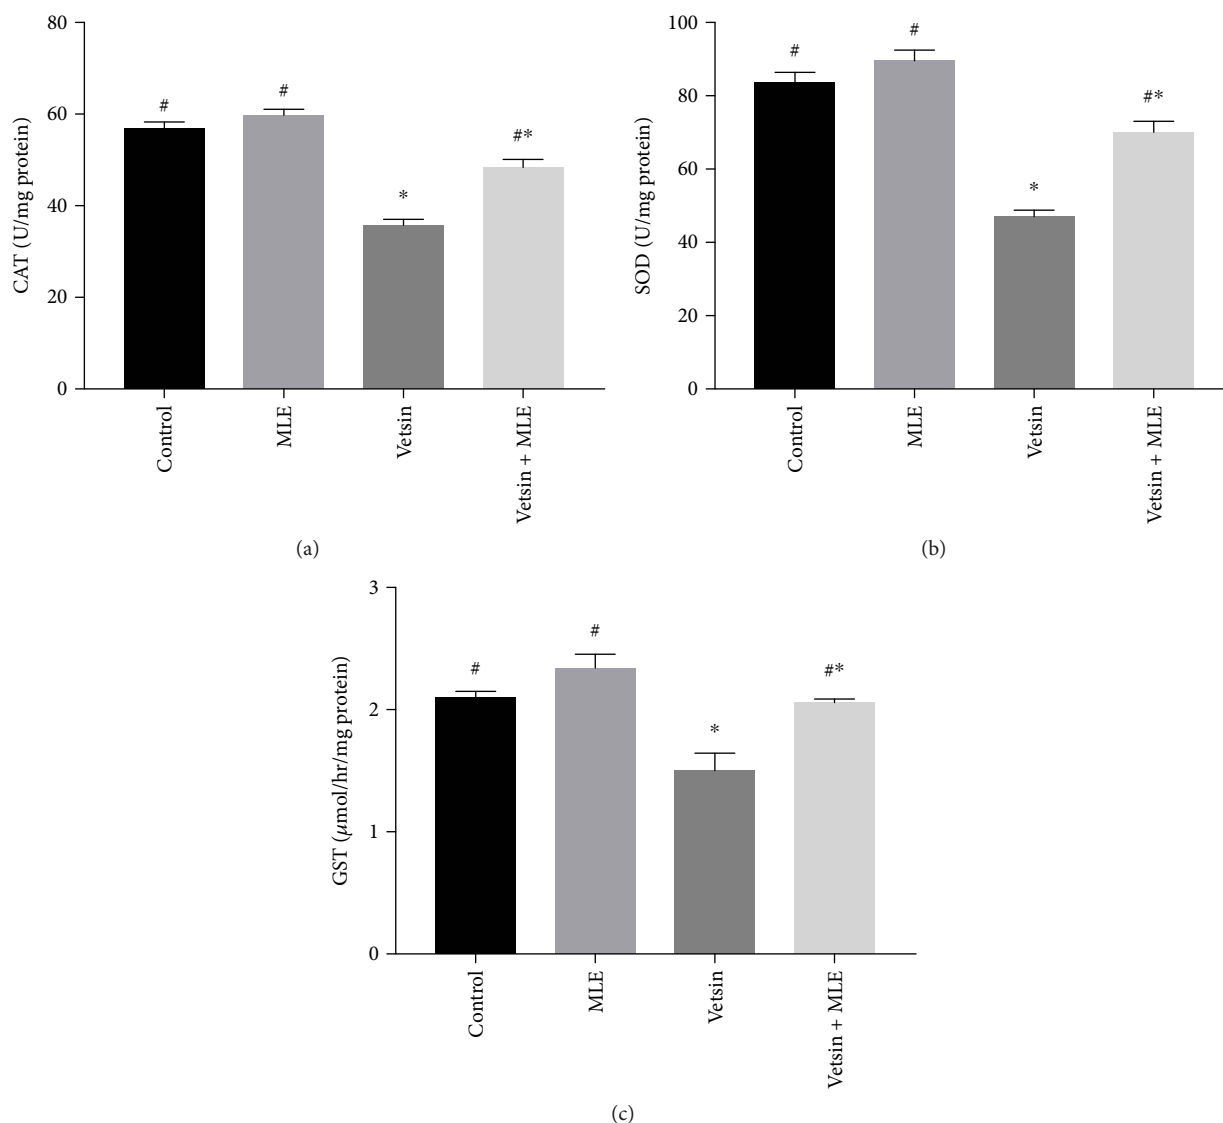 CAT (U/mg protein)
80
60
40
20
0
#
#
*
#*
Control
MLE
Vetsin
Vetsin + MLE
(a)
SOD (U/mg protein)
100
80
60
40
20
0
#
#
*
#*
Control
MLE
Vetsin
Vetsin + MLE
(b)
GST (µmol/hr/mg protein)
3
2
1
0
#
#
*
#*
Control
MLE
Vetsin
Vetsin + MLE
(c)